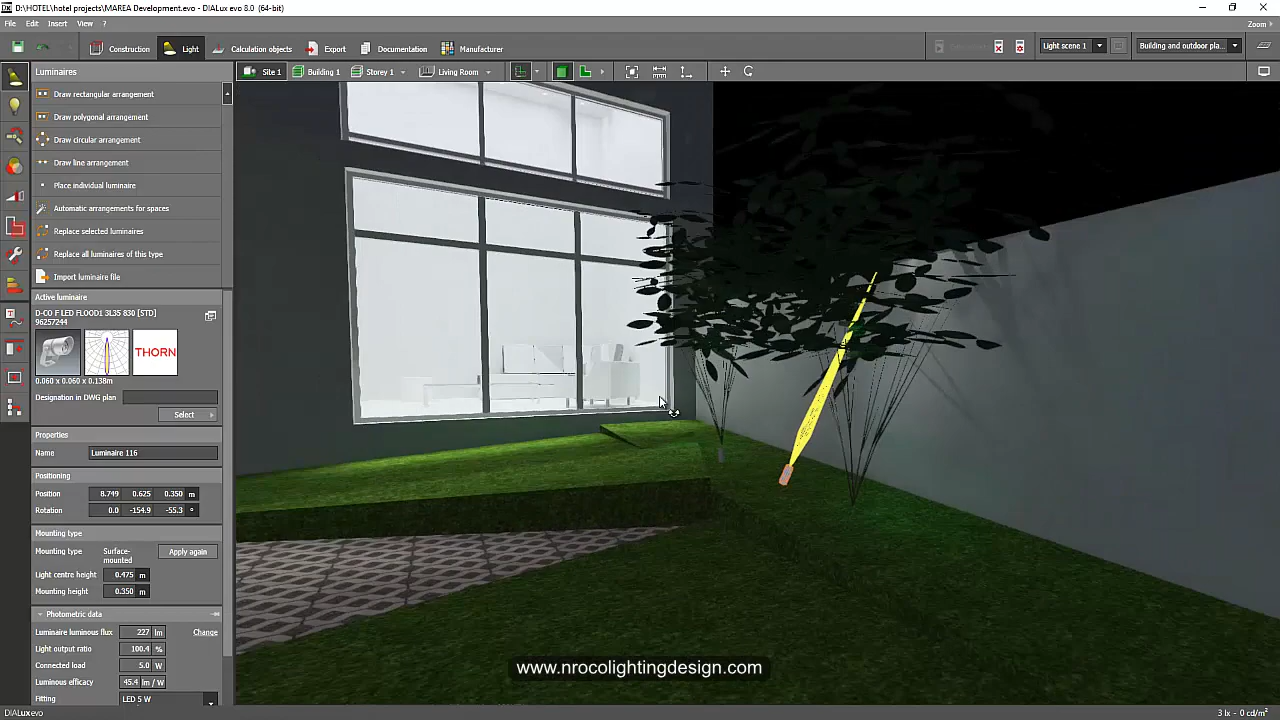 D:\HOTEL\hotel projects\MAREA Development.evo - DIALux evo 8.0 (64-bit)
File Edit Insert View ? Zoom
Construction Light Calculation objects Export Documentation Manufacturer Light scene 1 Building and outdoor pla...
Luminaires Site 1 Building 1 Storey 1 Living Room
Draw rectangular arrangement
Draw polygonal arrangement
Draw circular arrangement
Draw line arrangement
Place individual luminaire
Automatic arrangements for spaces
Replace selected luminaires
Replace all luminaires of this type
Import luminaire file
Active luminaire
D-CO F LED FLOOD1 3L35 830 [STD]
96257244
THORN
0.060 x 0.060 x 0.138m
Designation in DWG plan
Select
Properties
Name Luminaire 116
Positioning
Position 8.749 0.625 0.350 m
Rotation 0.0 -154.9 -55.3 °
Mounting type
Mounting type Surface-
mounted Apply again
Light centre height 0.475 m
Mounting height 0.350 m
Photometric data
Luminaire luminous flux 227 lm Change
Light output ratio 100.4 %
Connected load 5.0 W
Luminous efficacy 45.4 lm / W
Fitting LED 5 W
www.nrocolightingdesign.com
DIALux evo 3 lx - 0 cd/m²